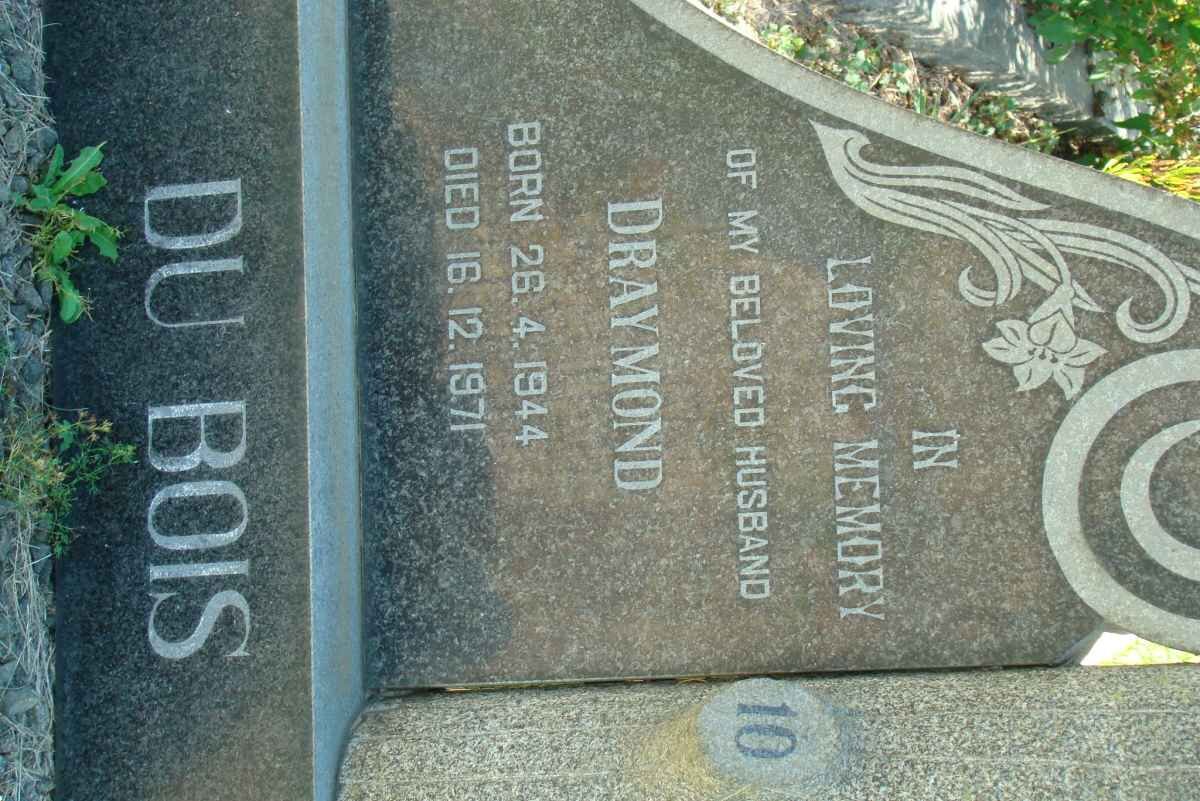 IN
LOVING MEMORY
OF MY BELOVED HUSBAND
DRAYMOND
BORN 26.4.1944
DIED 16.12.1971
DU BOIS
10